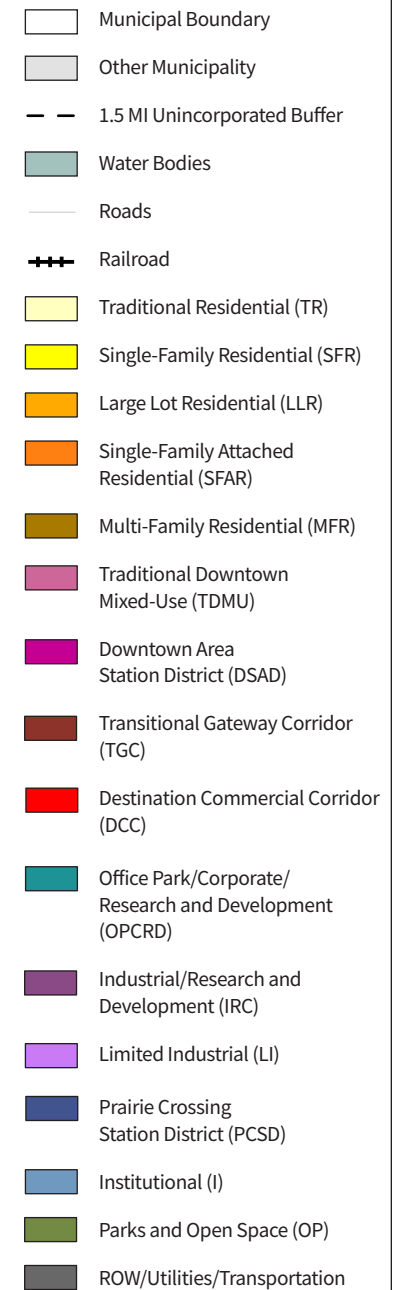 Municipal Boundary
Other Municipality
1.5 MI Unincorporated Buffer
Water Bodies
Roads
Railroad
Traditional Residential (TR)
Single-Family Residential (SFR)
Large Lot Residential (LLR)
Single-Family Attached
Residential (SFAR)
Multi-Family Residential (MFR)
Traditional Downtown
Mixed-Use (TDMU)
Downtown Area
Station District (DSAD)
Transitional Gateway Corridor
(TGC)
Destination Commercial Corridor
(DCC)
Office Park/Corporate/
Research and Development
(OPCRD)
Industrial/Research and
Development (IRC)
Limited Industrial (LI)
Prairie Crossing
Station District (PCSD)
Institutional (I)
Parks and Open Space (OP)
ROW/Utilities/Transportation